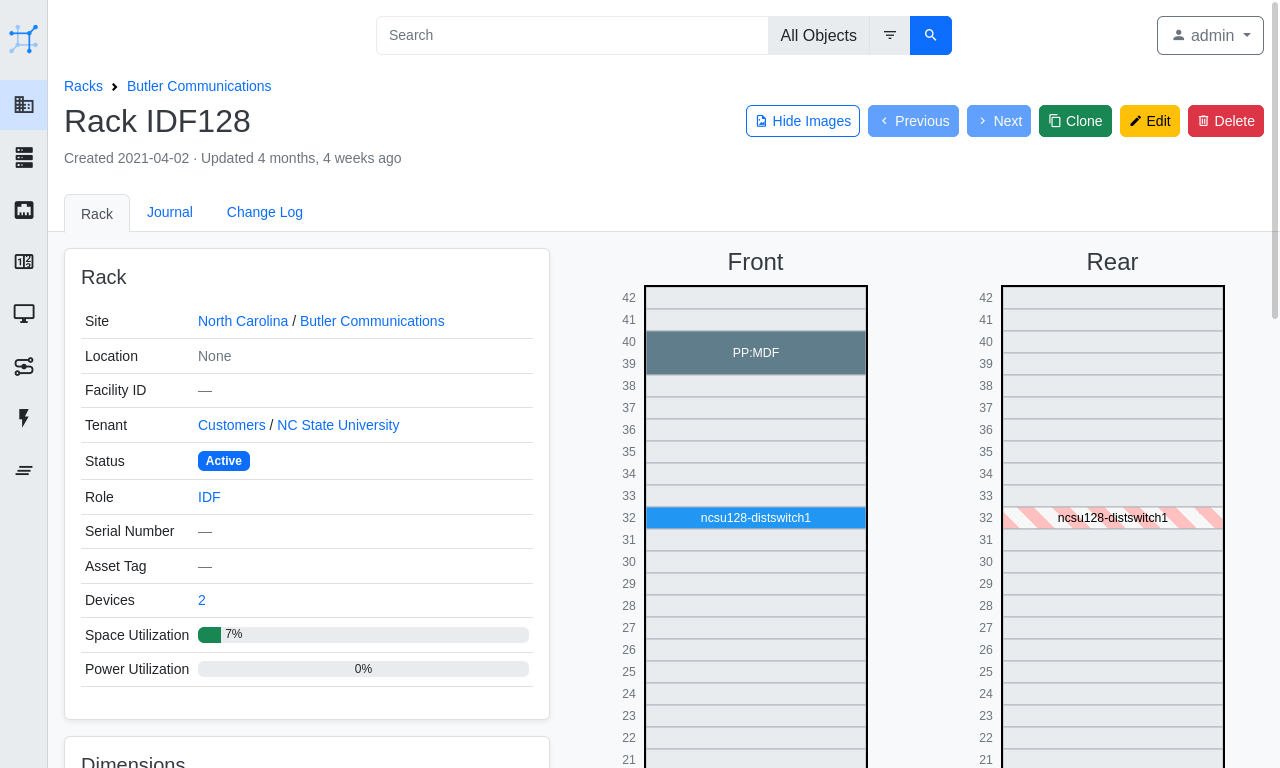 Search
All Objects
admin
Racks
Butler Communications
Rack IDF128
Hide Images
Previous
Next
Clone
Edit
Delete
Created 2021-04-02 · Updated 4 months, 4 weeks ago
Rack
Journal
Change Log
Rack
Site North Carolina / Butler Communications
Location None
Facility ID —
Tenant Customers / NC State University
Status Active
Role IDF
Serial Number —
Asset Tag —
Devices 2
Space Utilization 7%
Power Utilization 0%
Dimensions
Front
42
41
40
PP:MDF
39
38
37
36
35
34
33
32 ncsu128-distswitch1
31
30
29
28
27
26
25
24
23
22
21
Rear
42
41
40
39
38
37
36
35
34
33
32 ncsu128-distswitch1
31
30
29
28
27
26
25
24
23
22
21